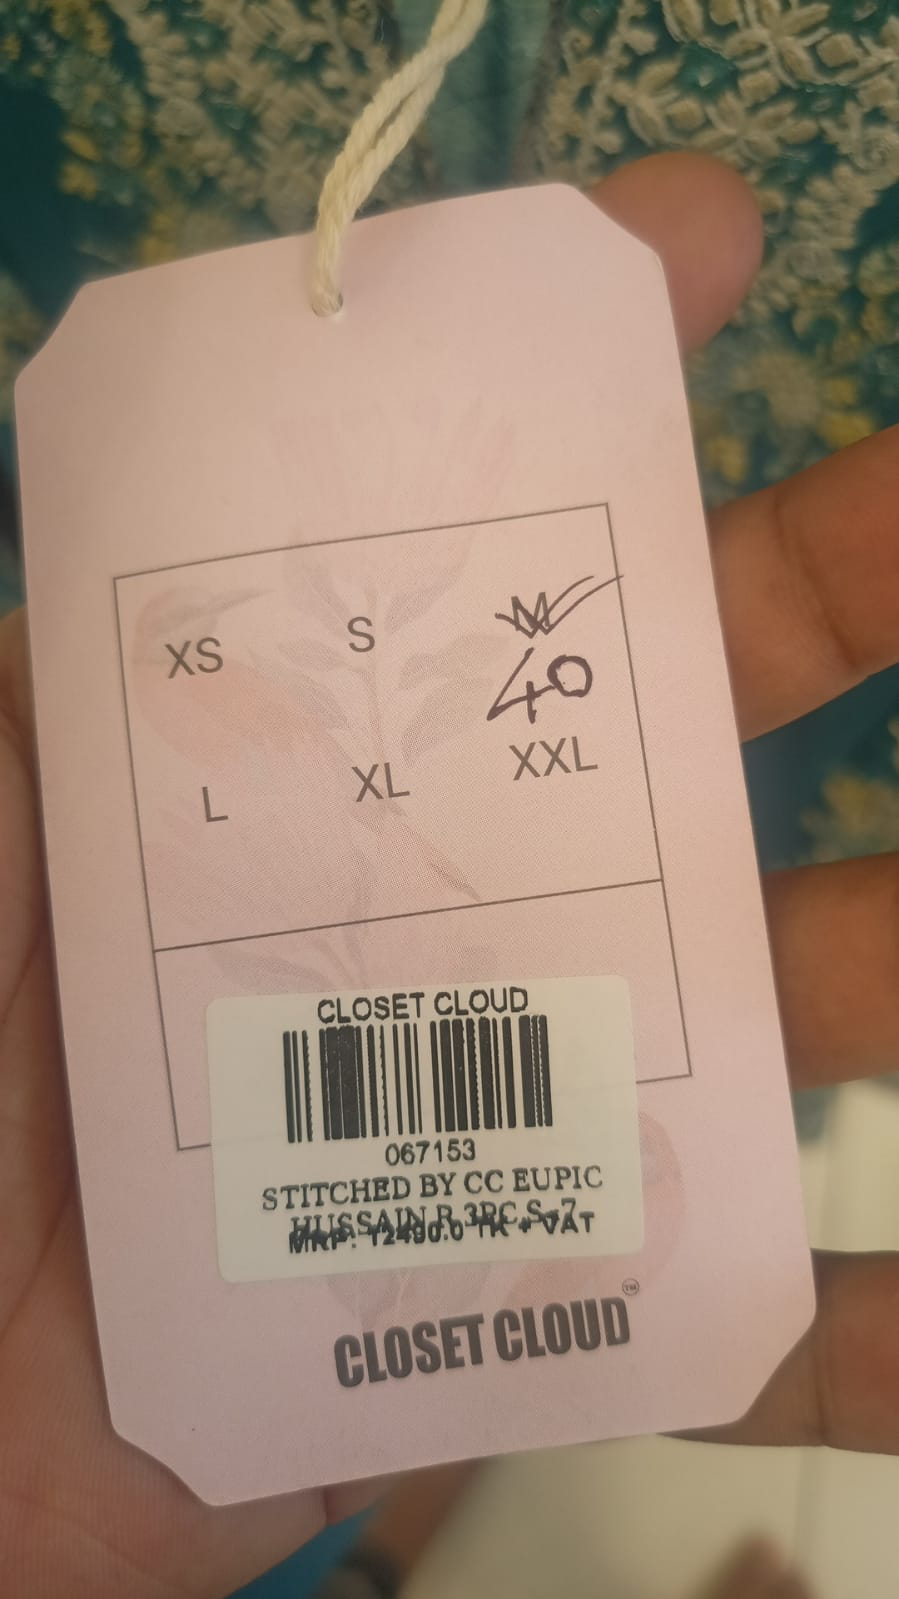 XS S M
40
L XL XXL
CLOSET CLOUD
067153
STITCHED BY CC EUPIC
HUSSAIN R 3PC S-7
MRP: 12490.0 TK + VAT
CLOSET CLOUD™